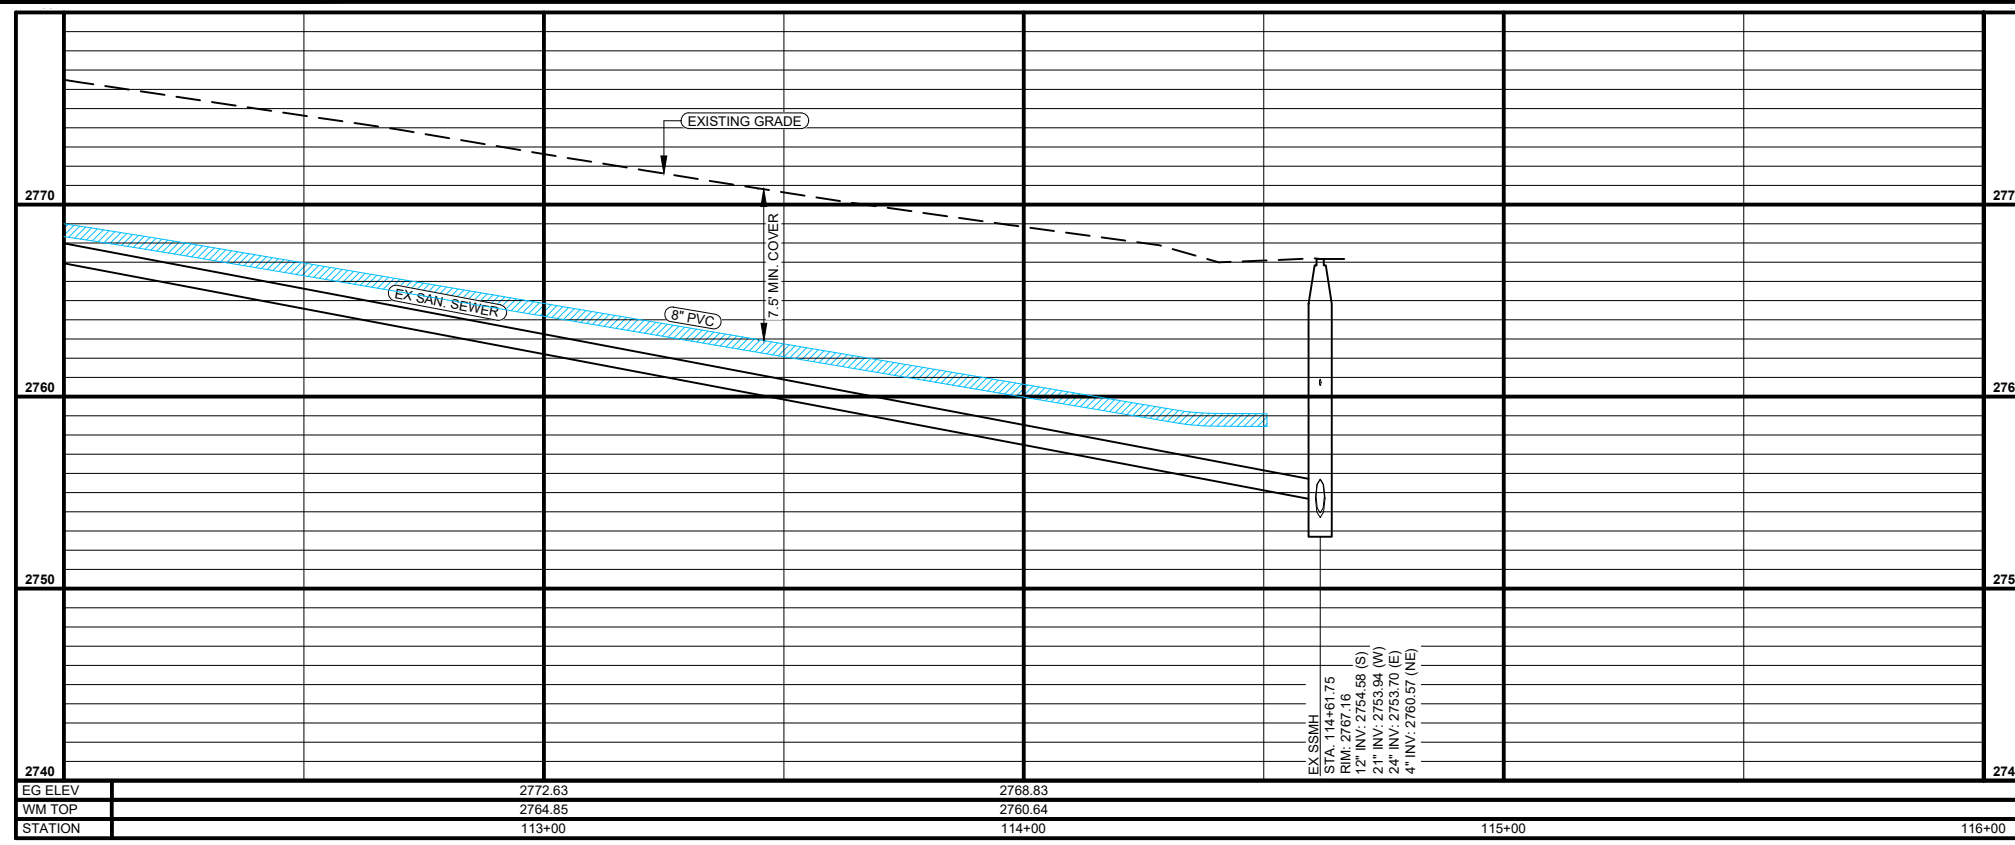 EXISTING GRADE
2770
277
7.5' MIN. COVER
EX SAN. SEWER
8" PVC
2760
276
2750
275
EX SSMH
STA. 114+61.75
RIM: 2767.16
12" INV: 2754.58 (S)
21" INV: 2753.94 (W)
24" INV: 2753.70 (E)
4" INV: 2760.57 (NE)
2740
274
EG ELEV 2772.63 2768.83
WM TOP 2764.85 2760.64
STATION 113+00 114+00 115+00 116+00